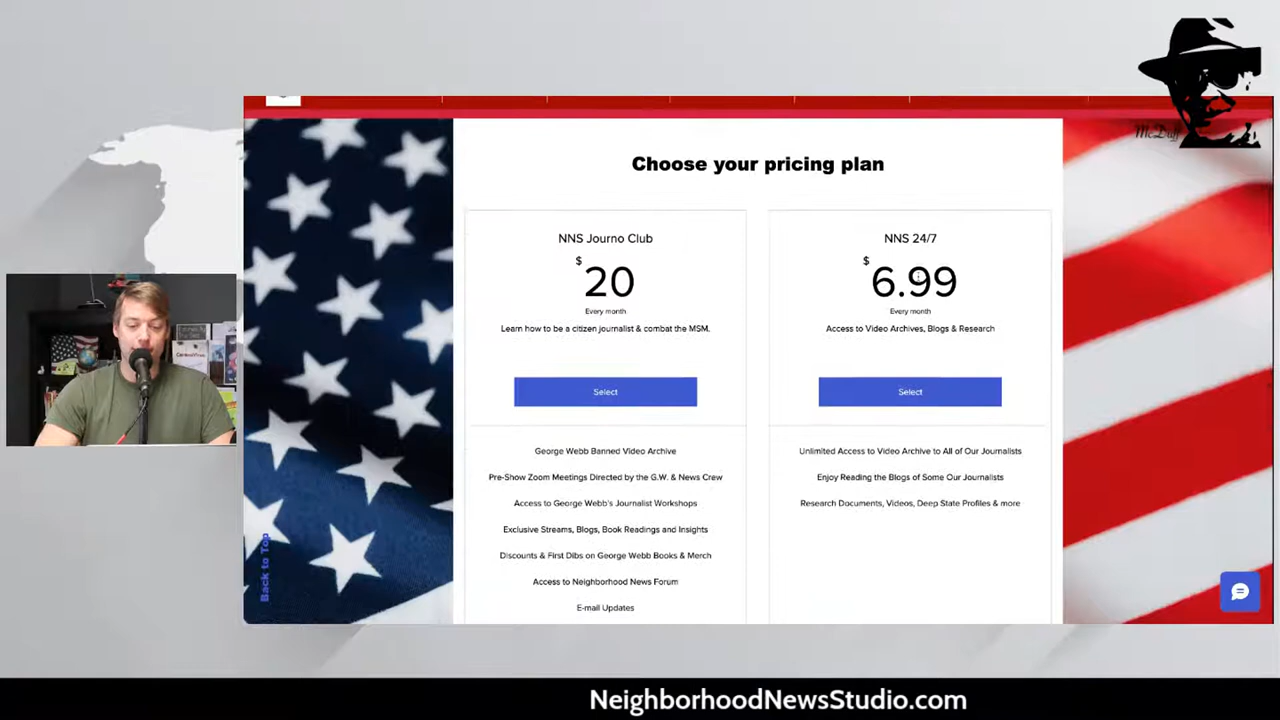 McDuff
Choose your pricing plan
NNS Journo Club
$
20
Every month
Learn how to be a citizen journalist & combat the MSM.
Select
George Webb Banned Video Archive
Pre-Show Zoom Meetings Directed by the G.W. & News Crew
Access to George Webb's Journalist Workshops
Exclusive Streams, Blogs, Book Readings and Insights
Discounts & First Dibs on George Webb Books & Merch
Access to Neighborhood News Forum
E-mail Updates
NNS 24/7
$
6.99
Every month
Access to Video Archives, Blogs & Research
Select
Unlimited Access to Video Archive to All of Our Journalists
Enjoy Reading the Blogs of Some Our Journalists
Research Documents, Videos, Deep State Profiles & more
Back to Top
NeighborhoodNewsStudio.com